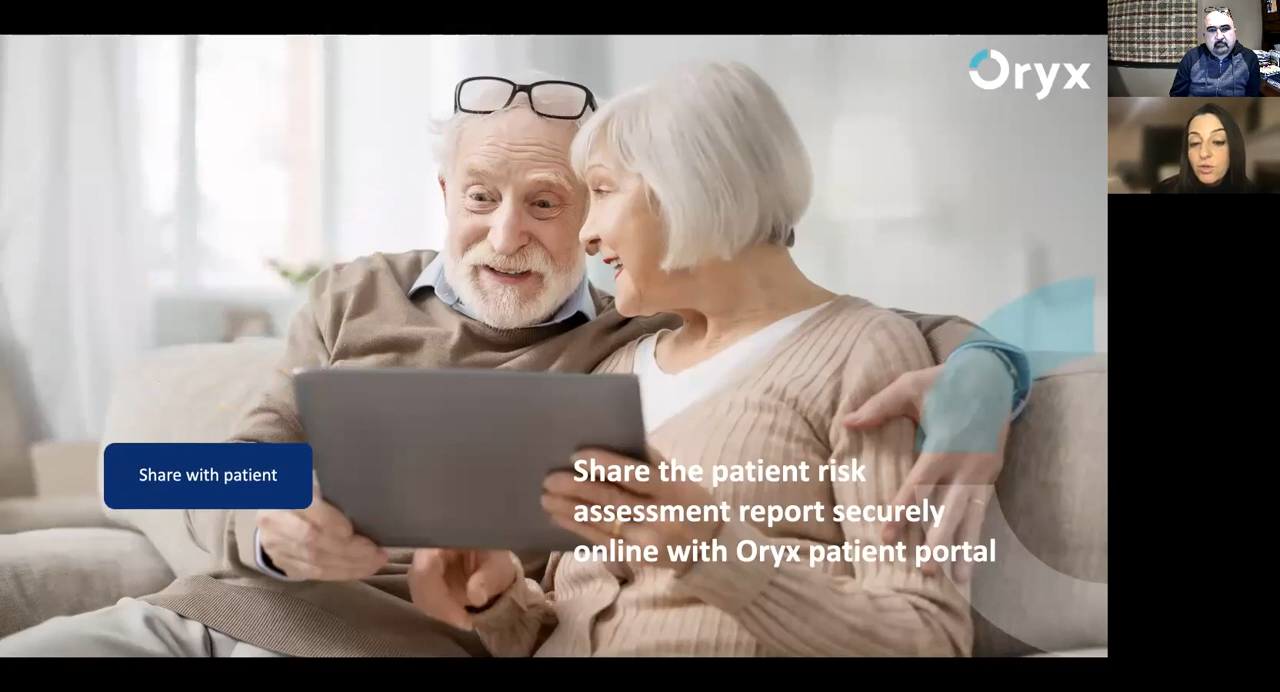 Oryx
Share with patient
Share the patient risk
assessment report securely
online with Oryx patient portal